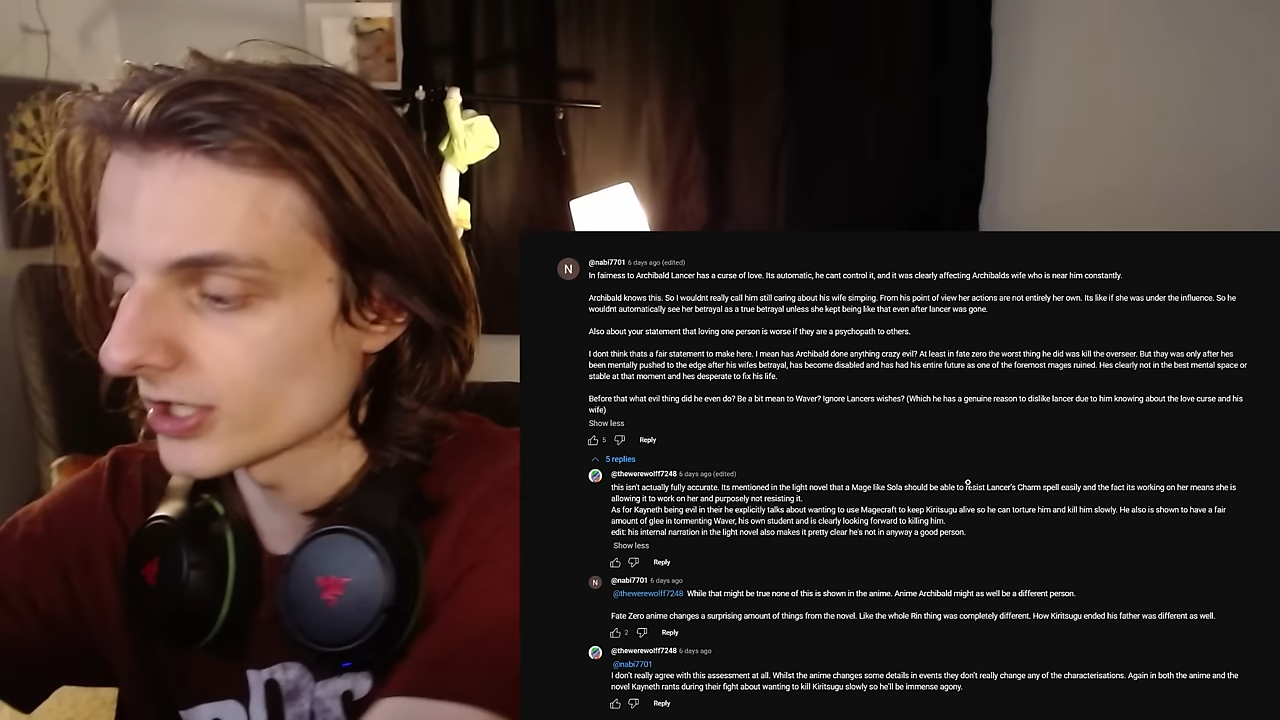 @nabi7701 6 days ago (edited)
In fairness to Archibald Lancer has a curse of love. Its automatic, he cant control it, and it was clearly affecting Archibalds wife who is near him constantly.
Archibald knows this. So I wouldnt really call him still caring about his wife simping. From his point of view her actions are not entirely her own. Its like if she was under the influence. So he
wouldnt automatically see her betrayal as a true betrayal unless she kept being like that even after lancer was gone.
Also about your statement that loving one person is worse if they are a psychopath to others.
I dont think thats a fair statement to make here. I mean has Archibald done anything crazy evil? At least in fate zero the worst thing he did was kill the overseer. But thay was only after hes
been mentally pushed to the edge after his wifes betrayal, has become disabled and has had his entire future as one of the foremost mages ruined. Hes clearly not in the best mental space or
stable at that moment and hes desperate to fix his life.
Before that what evil thing did he even do? Be a bit mean to Waver? Ignore Lancers wishes? (Which he has a genuine reason to dislike lancer due to him knowing about the love curse and his
wife)
Show less
5 Reply
5 replies
@thewerewolff7248 6 days ago (edited)
this isn't actually fully accurate. Its mentioned in the light novel that a Mage like Sola should be able to resist Lancer's Charm spell easily and the fact its working on her means she is
allowing it to work on her and purposely not resisting it.
As for Kayneth being evil in their he explicitly talks about wanting to use Magecraft to keep Kiritsugu alive so he can torture him and kill him slowly. He also is shown to have a fair
amount of glee in tormenting Waver, his own student and is clearly looking forward to killing him.
edit: his internal narration in the light novel also makes it pretty clear he's not in anyway a good person.
Show less
Reply
@nabi7701 6 days ago
@thewerewolff7248 While that might be true none of this is shown in the anime. Anime Archibald might as well be a different person.
Fate Zero anime changes a surprising amount of things from the novel. Like the whole Rin thing was completely different. How Kiritsugu ended his father was different as well.
2 Reply
@thewerewolff7248 6 days ago
@nabi7701
I don't really agree with this assessment at all. Whilst the anime changes some details in events they don't really change any of the characterisations. Again in both the anime and the
novel Kayneth rants during their fight about wanting to kill Kiritsugu slowly so he'll be immense agony.
Reply
N
N